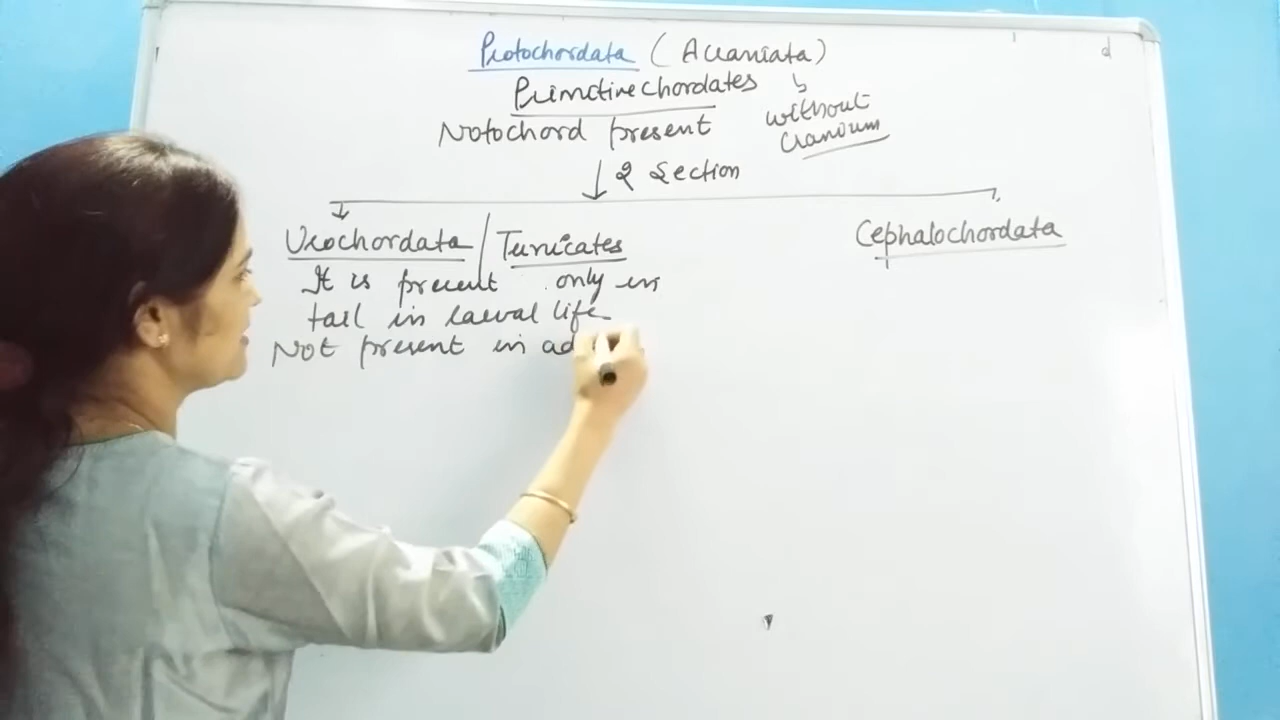 Protochordata (Acraniata)
Primitive chordates
without
Cranium
Notochord present
2 Section
Urochordata / Tunicates
Cephalochordata
It is present only in
tail in larval life
Not present in ad
d